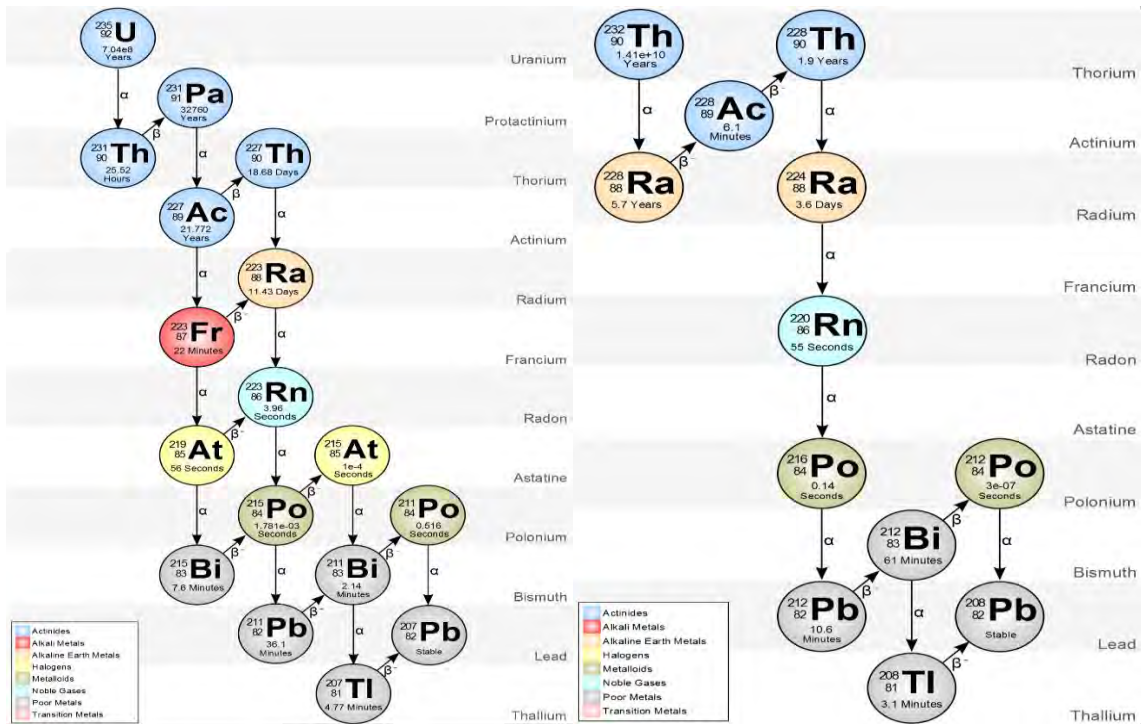 235
92 U
7.04e8
Years
α
Uranium
231
91 Pa
32760
Years
β⁻
α
Protactinium
231
90 Th
25.52
Hours
227
90 Th
18.68 Days
β⁻
α
Thorium
227
89 Ac
21.772
Years
α
Actinium
223
88 Ra
11.43 Days
β⁻
α
Radium
223
87 Fr
22 Minutes
α
Francium
223
86 Rn
3.96
Seconds
β⁻
α
Radon
219
85 At
56 Seconds
α
215
85 At
1e-4
Seconds
β⁻
α
Astatine
215
84 Po
1.781e-03
Seconds
β⁻
α
211
84 Po
0.516
Seconds
β⁻
α
Polonium
215
83 Bi
7.6 Minutes
211
83 Bi
2.14
Minutes
β⁻
α
Bismuth
211
82 Pb
36.1
Minutes
207
82 Pb
Stable
β⁻
Lead
207
81 Tl
4.77 Minutes
Thallium
Actinides
Alkali Metals
Alkaline Earth Metals
Halogens
Metalloids
Noble Gases
Poor Metals
Transition Metals
232
90 Th
1.41e+10
Years
α
228
90 Th
1.9 Years
β⁻
α
Thorium
228
89 Ac
6.1
Minutes
β⁻
Actinium
228
88 Ra
5.7 Years
224
88 Ra
3.6 Days
α
Radium
Francium
220
86 Rn
55 Seconds
α
Radon
Astatine
216
84 Po
0.14
Seconds
α
212
84 Po
3e-07
Seconds
β⁻
α
Polonium
212
83 Bi
61 Minutes
β⁻
α
Bismuth
212
82 Pb
10.6
Minutes
208
82 Pb
Stable
β⁻
Lead
208
81 Tl
3.1 Minutes
Thallium
Actinides
Alkali Metals
Alkaline Earth Metals
Halogens
Metalloids
Noble Gases
Poor Metals
Transition Metals